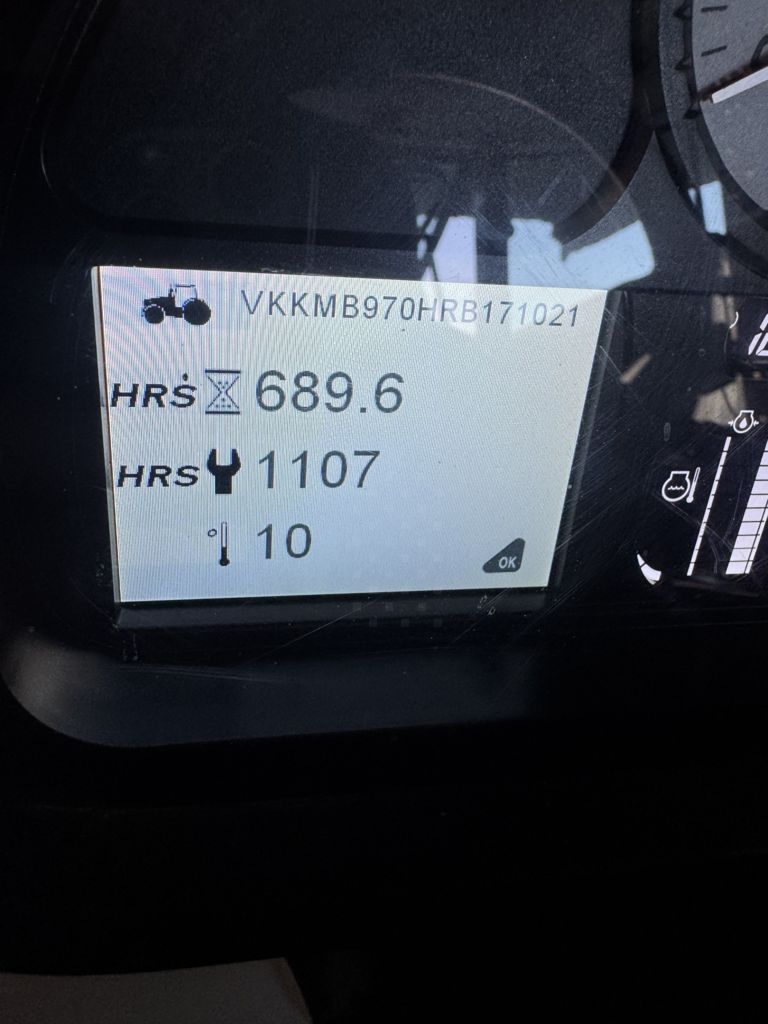 VKKMB970HRB171021
HRS 689.6
HRS 1107
° 10
OK